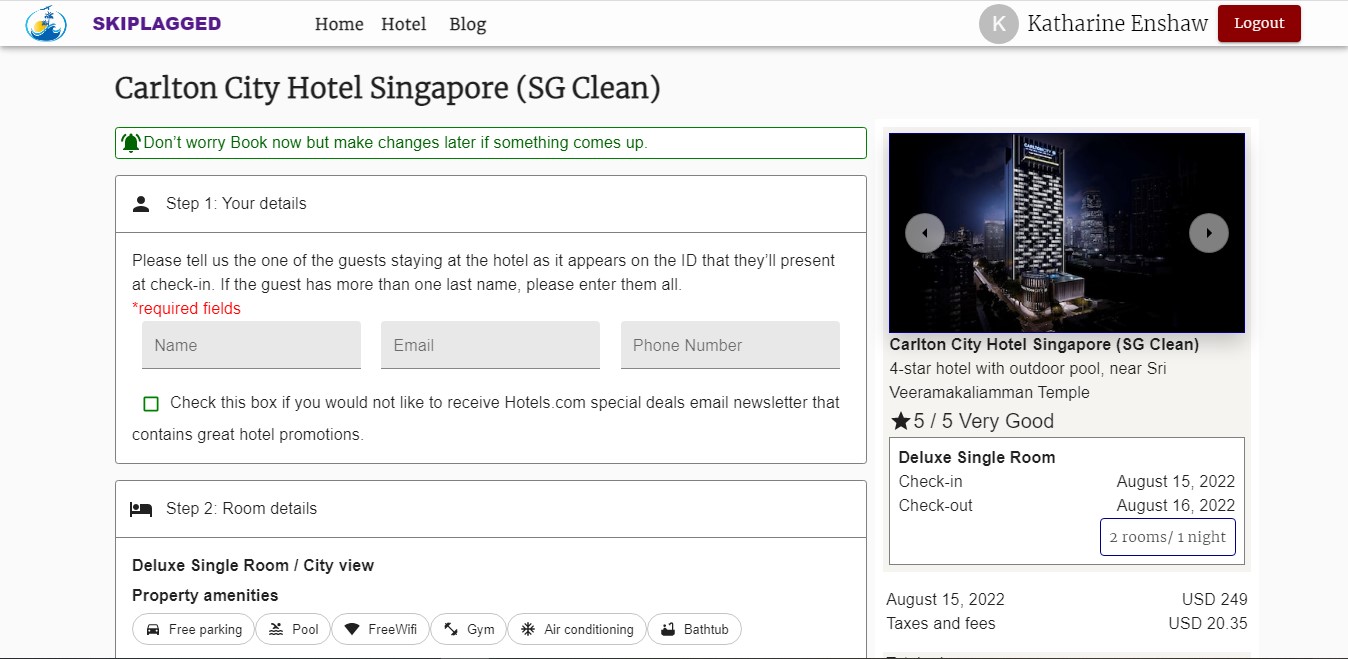 SKIPLAGGED
Home Hotel Blog
K Katharine Enshaw Logout
Carlton City Hotel Singapore (SG Clean)
Don't worry Book now but make changes later if something comes up.
Step 1: Your details
Please tell us the one of the guests staying at the hotel as it appears on the ID that they'll present
at check-in. If the guest has more than one last name, please enter them all.
*required fields
Name Email Phone Number
Check this box if you would not like to receive Hotels.com special deals email newsletter that
contains great hotel promotions.
Step 2: Room details
Deluxe Single Room / City view
Property amenities
Free parking Pool FreeWifi Gym Air conditioning Bathtub
Carlton City Hotel Singapore (SG Clean)
4-star hotel with outdoor pool, near Sri
Veeramakaliamman Temple
5 / 5 Very Good
Deluxe Single Room
Check-in August 15, 2022
Check-out August 16, 2022
2 rooms/ 1 night
August 15, 2022 USD 249
Taxes and fees USD 20.35